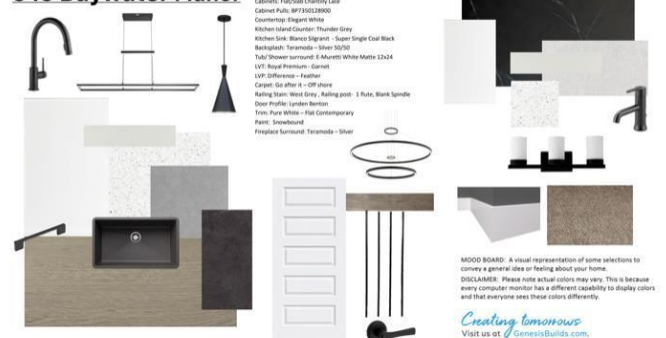 Cabinets: Flat/Slab Chantilly Lace
Cabinet Pulls: BP7350128900
Countertop: Elegant White
Kitchen Island Counter: Thunder Grey
Kitchen Sink: Blanco Silgranit - Super Single Coal Black
Backsplash: Teramoda – Silver 50/50
Tub/ Shower surround: E-Muretti White Matte 12x24
LVT: Royal Premium - Garnet
LVP: Difference – Feather
Carpet: Go after it – Off shore
Railing Stain: West Grey , Railing post- 1 flute, Blank Spindle
Door Profile: Lynden Benton
Trim: Pure White – Flat Contemporary
Paint: Snowbound
Fireplace Surround: Teramoda – Silver
MOOD BOARD: A visual representation of some selections to
convey a general idea or feeling about your home.
DISCLAIMER: Please note actual colors may vary. This is because
every computer monitor has a different capability to display colors
and that everyone sees these colors differently.
Creating tomorrows
Visit us at GenesisBuilds.com.